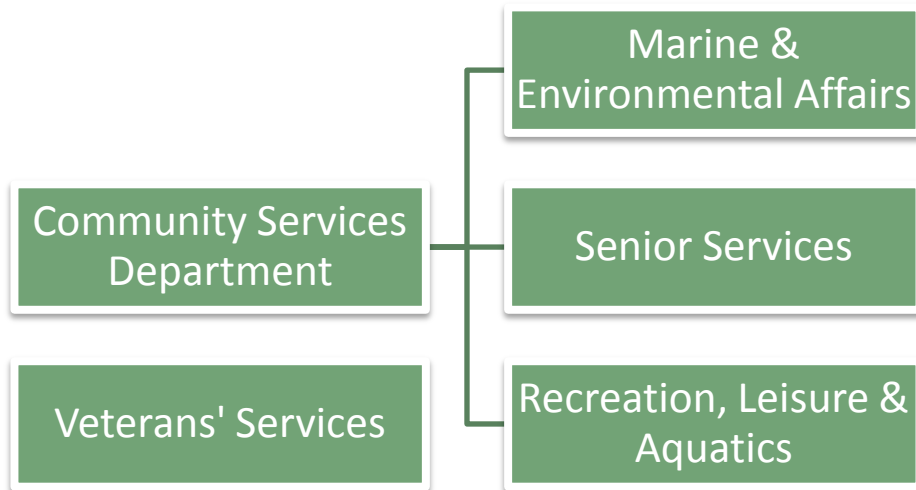 Community Services
Department
Marine &
Environmental Affairs
Senior Services
Recreation, Leisure &
Aquatics
Veterans' Services